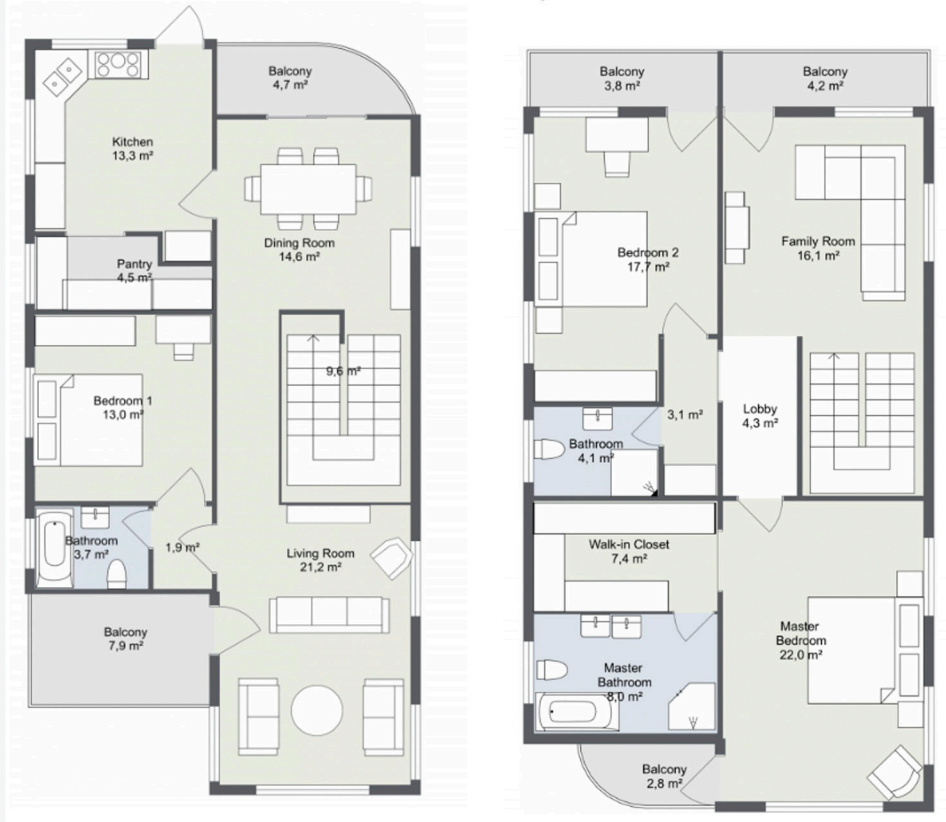 Balcony
4,7 m²
Kitchen
13,3 m²
Dining Room
14,6 m²
Pantry
4,5 m²
9,6 m²
Bedroom 1
13,0 m²
Bathroom
3,7 m²
1,9 m²
Living Room
21,2 m²
Balcony
7,9 m²
Balcony
3,8 m²
Balcony
4,2 m²
Bedroom 2
17,7 m²
Family Room
16,1 m²
3,1 m²
Lobby
4,3 m²
Bathroom
4,1 m²
Walk-in Closet
7,4 m²
Master
Bedroom
22,0 m²
Master
Bathroom
8,0 m²
Balcony
2,8 m²